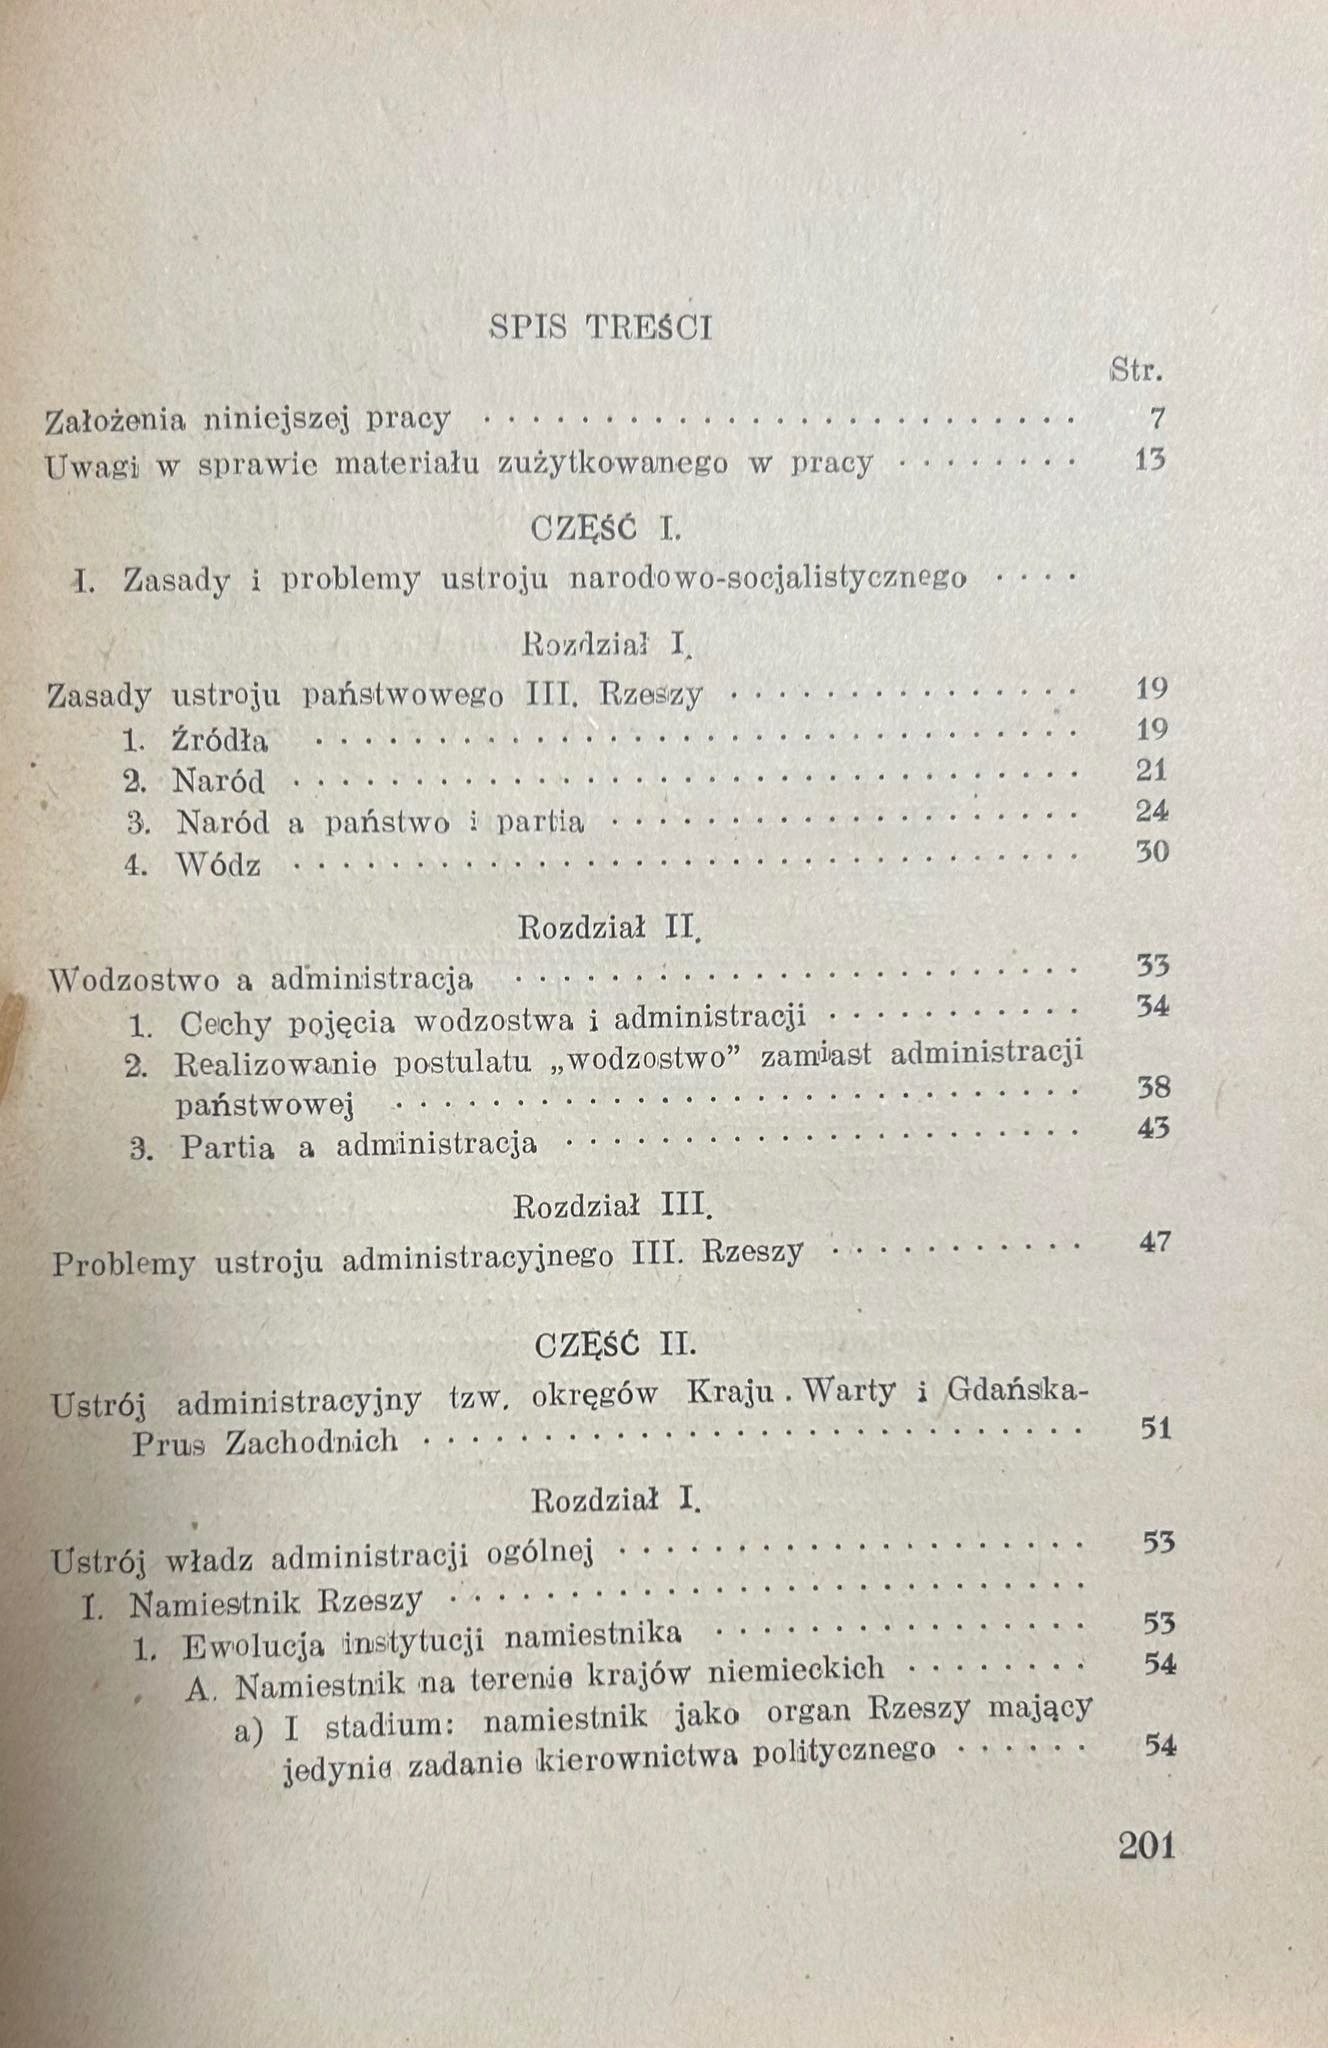 SPIS TREŚCI
Str.
Założenia niniejszej pracy . . . . . . . . . . . . . . . . . . . . . . . . . 7
Uwagi w sprawie materiału zużytkowanego w pracy . . . . . . . . 13
CZĘŚĆ I.
I. Zasady i problemy ustroju narodowo-socjalistycznego . . . .
Rozdział I.
Zasady ustroju państwowego III. Rzeszy . . . . . . . . . . . . . . . 19
1. Źródła . . . . . . . . . . . . . . . . . . . . . . . . . . . . . . . . 19
2. Naród . . . . . . . . . . . . . . . . . . . . . . . . . . . . . . . . . 21
3. Naród a państwo i partia . . . . . . . . . . . . . . . . . . . . 24
4. Wódz . . . . . . . . . . . . . . . . . . . . . . . . . . . . . . . . . 30
Rozdział II.
Wodzostwo a administracja . . . . . . . . . . . . . . . . . . . . . . . . 33
1. Cechy pojęcia wodzostwa i administracji . . . . . . . . . . . 34
2. Realizowanie postulatu „wodzostwo” zamiast administracji
państwowej . . . . . . . . . . . . . . . . . . . . . . . . . . . . . 38
3. Partia a administracja . . . . . . . . . . . . . . . . . . . . . . 43
Rozdział III.
Problemy ustroju administracyjnego III. Rzeszy . . . . . . . . . . . 47
CZĘŚĆ II.
Ustrój administracyjny tzw. okręgów Kraju . Warty i Gdańska-
Prus Zachodnich . . . . . . . . . . . . . . . . . . . . . . . . . . . . 51
Rozdział I.
Ustrój władz administracji ogólnej . . . . . . . . . . . . . . . . . . . . 53
I. Namiestnik Rzeszy . . . . . . . . . . . . . . . . . . . . . . . . . . .
1. Ewolucja instytucji namiestnika . . . . . . . . . . . . . . . . 53
A. Namiestnik na terenie krajów niemieckich . . . . . . . . 54
a) I stadium: namiestnik jako organ Rzeszy mający
jedynie zadanie kierownictwa politycznego . . . . . . 54
201